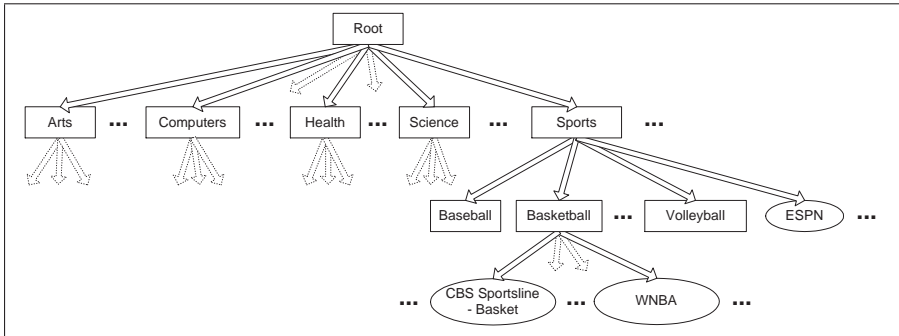 Root
Arts ... Computers ... Health ... Science ... Sports ...
Baseball Basketball ... Volleyball ESPN ...
... CBS Sportsline ... WNBA ...
- Basket